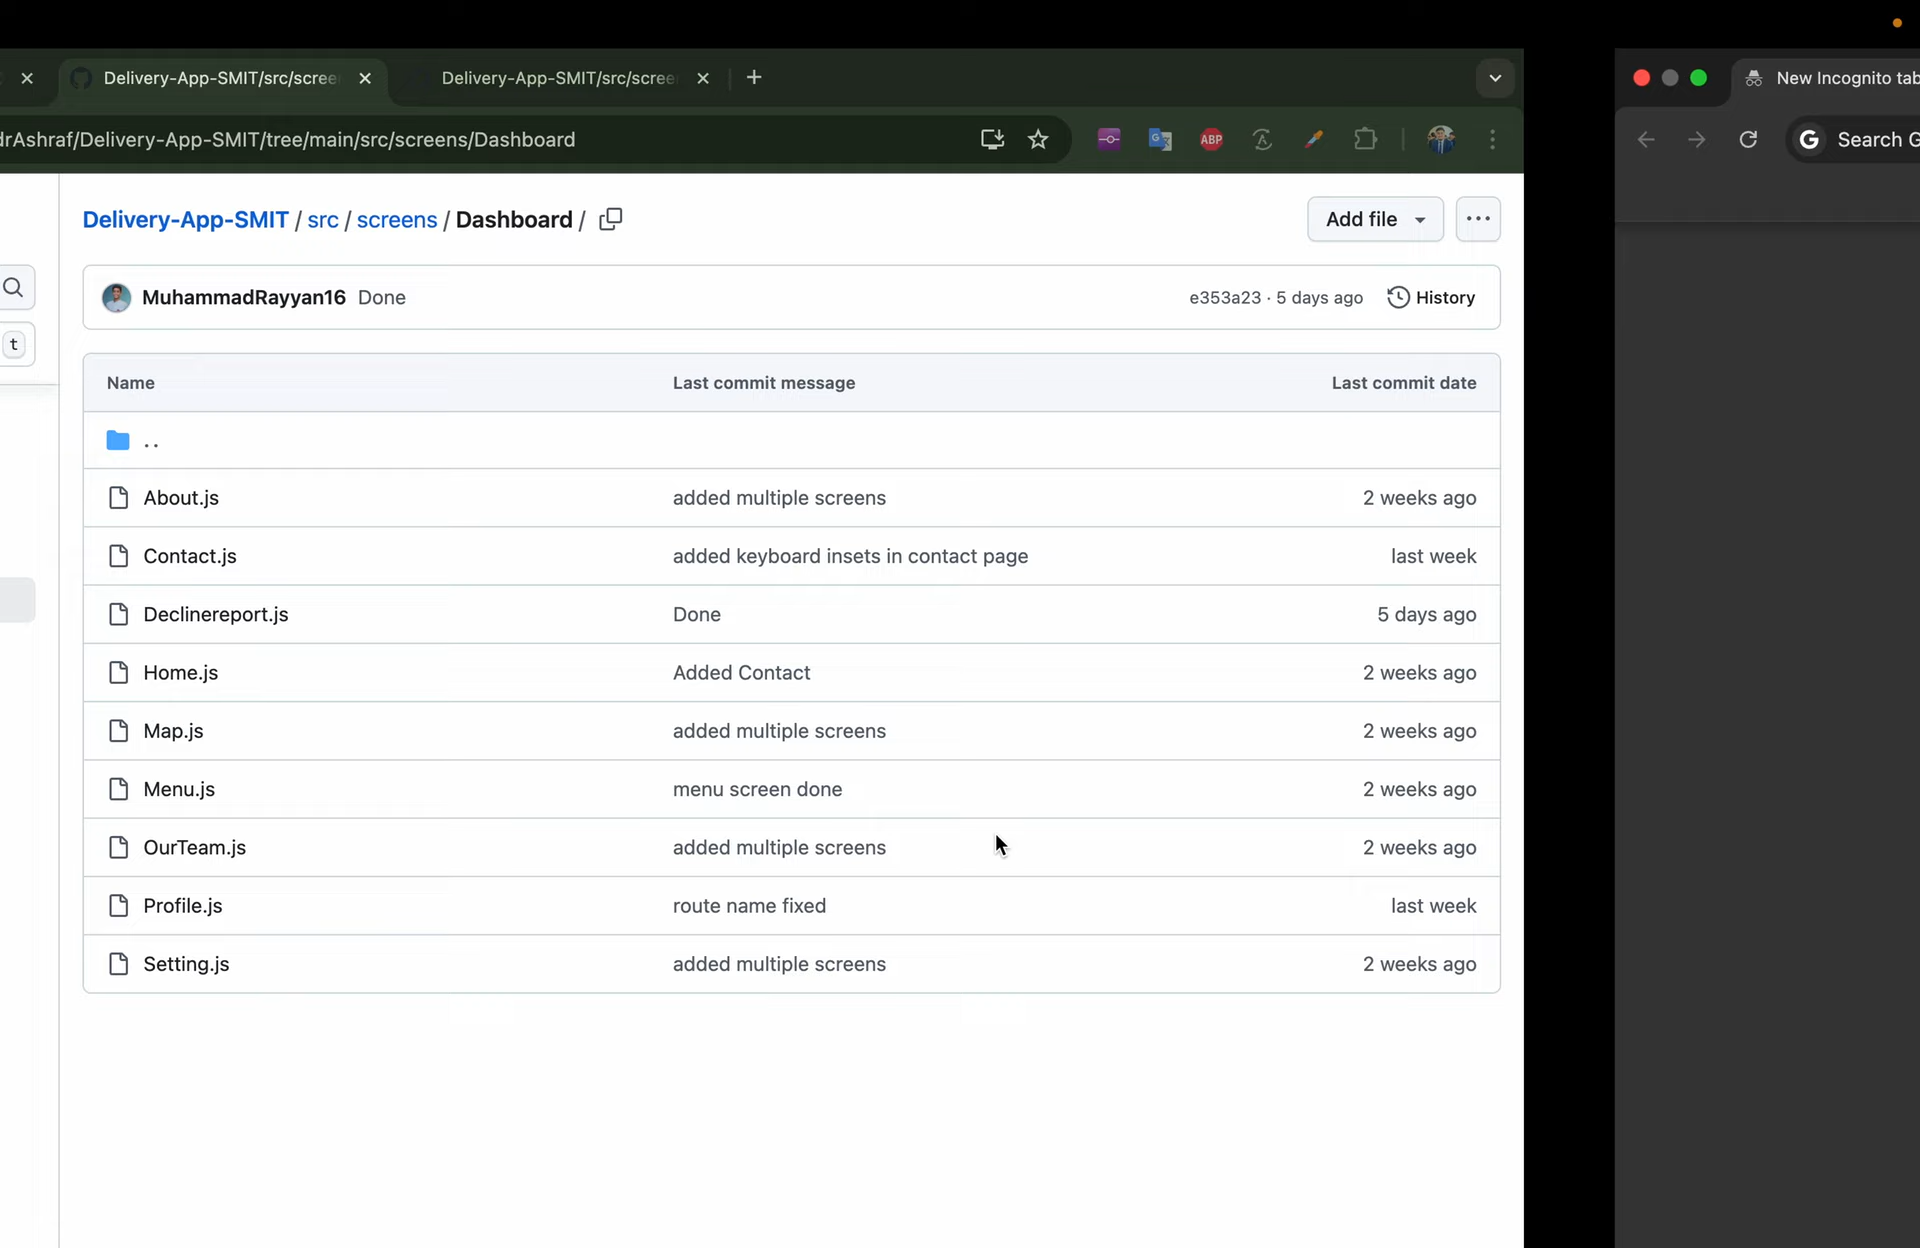 Delivery-App-SMIT/src/scree
Delivery-App-SMIT/src/scree
New Incognito tab
drAshraf/Delivery-App-SMIT/tree/main/src/screens/Dashboard
ABP
G Search G
Delivery-App-SMIT / src / screens / Dashboard /
Add file
MuhammadRayyan16 Done
e353a23 · 5 days ago
History
t
Name Last commit message Last commit date
..
About.js added multiple screens 2 weeks ago
Contact.js added keyboard insets in contact page last week
Declinereport.js Done 5 days ago
Home.js Added Contact 2 weeks ago
Map.js added multiple screens 2 weeks ago
Menu.js menu screen done 2 weeks ago
OurTeam.js added multiple screens 2 weeks ago
Profile.js route name fixed last week
Setting.js added multiple screens 2 weeks ago